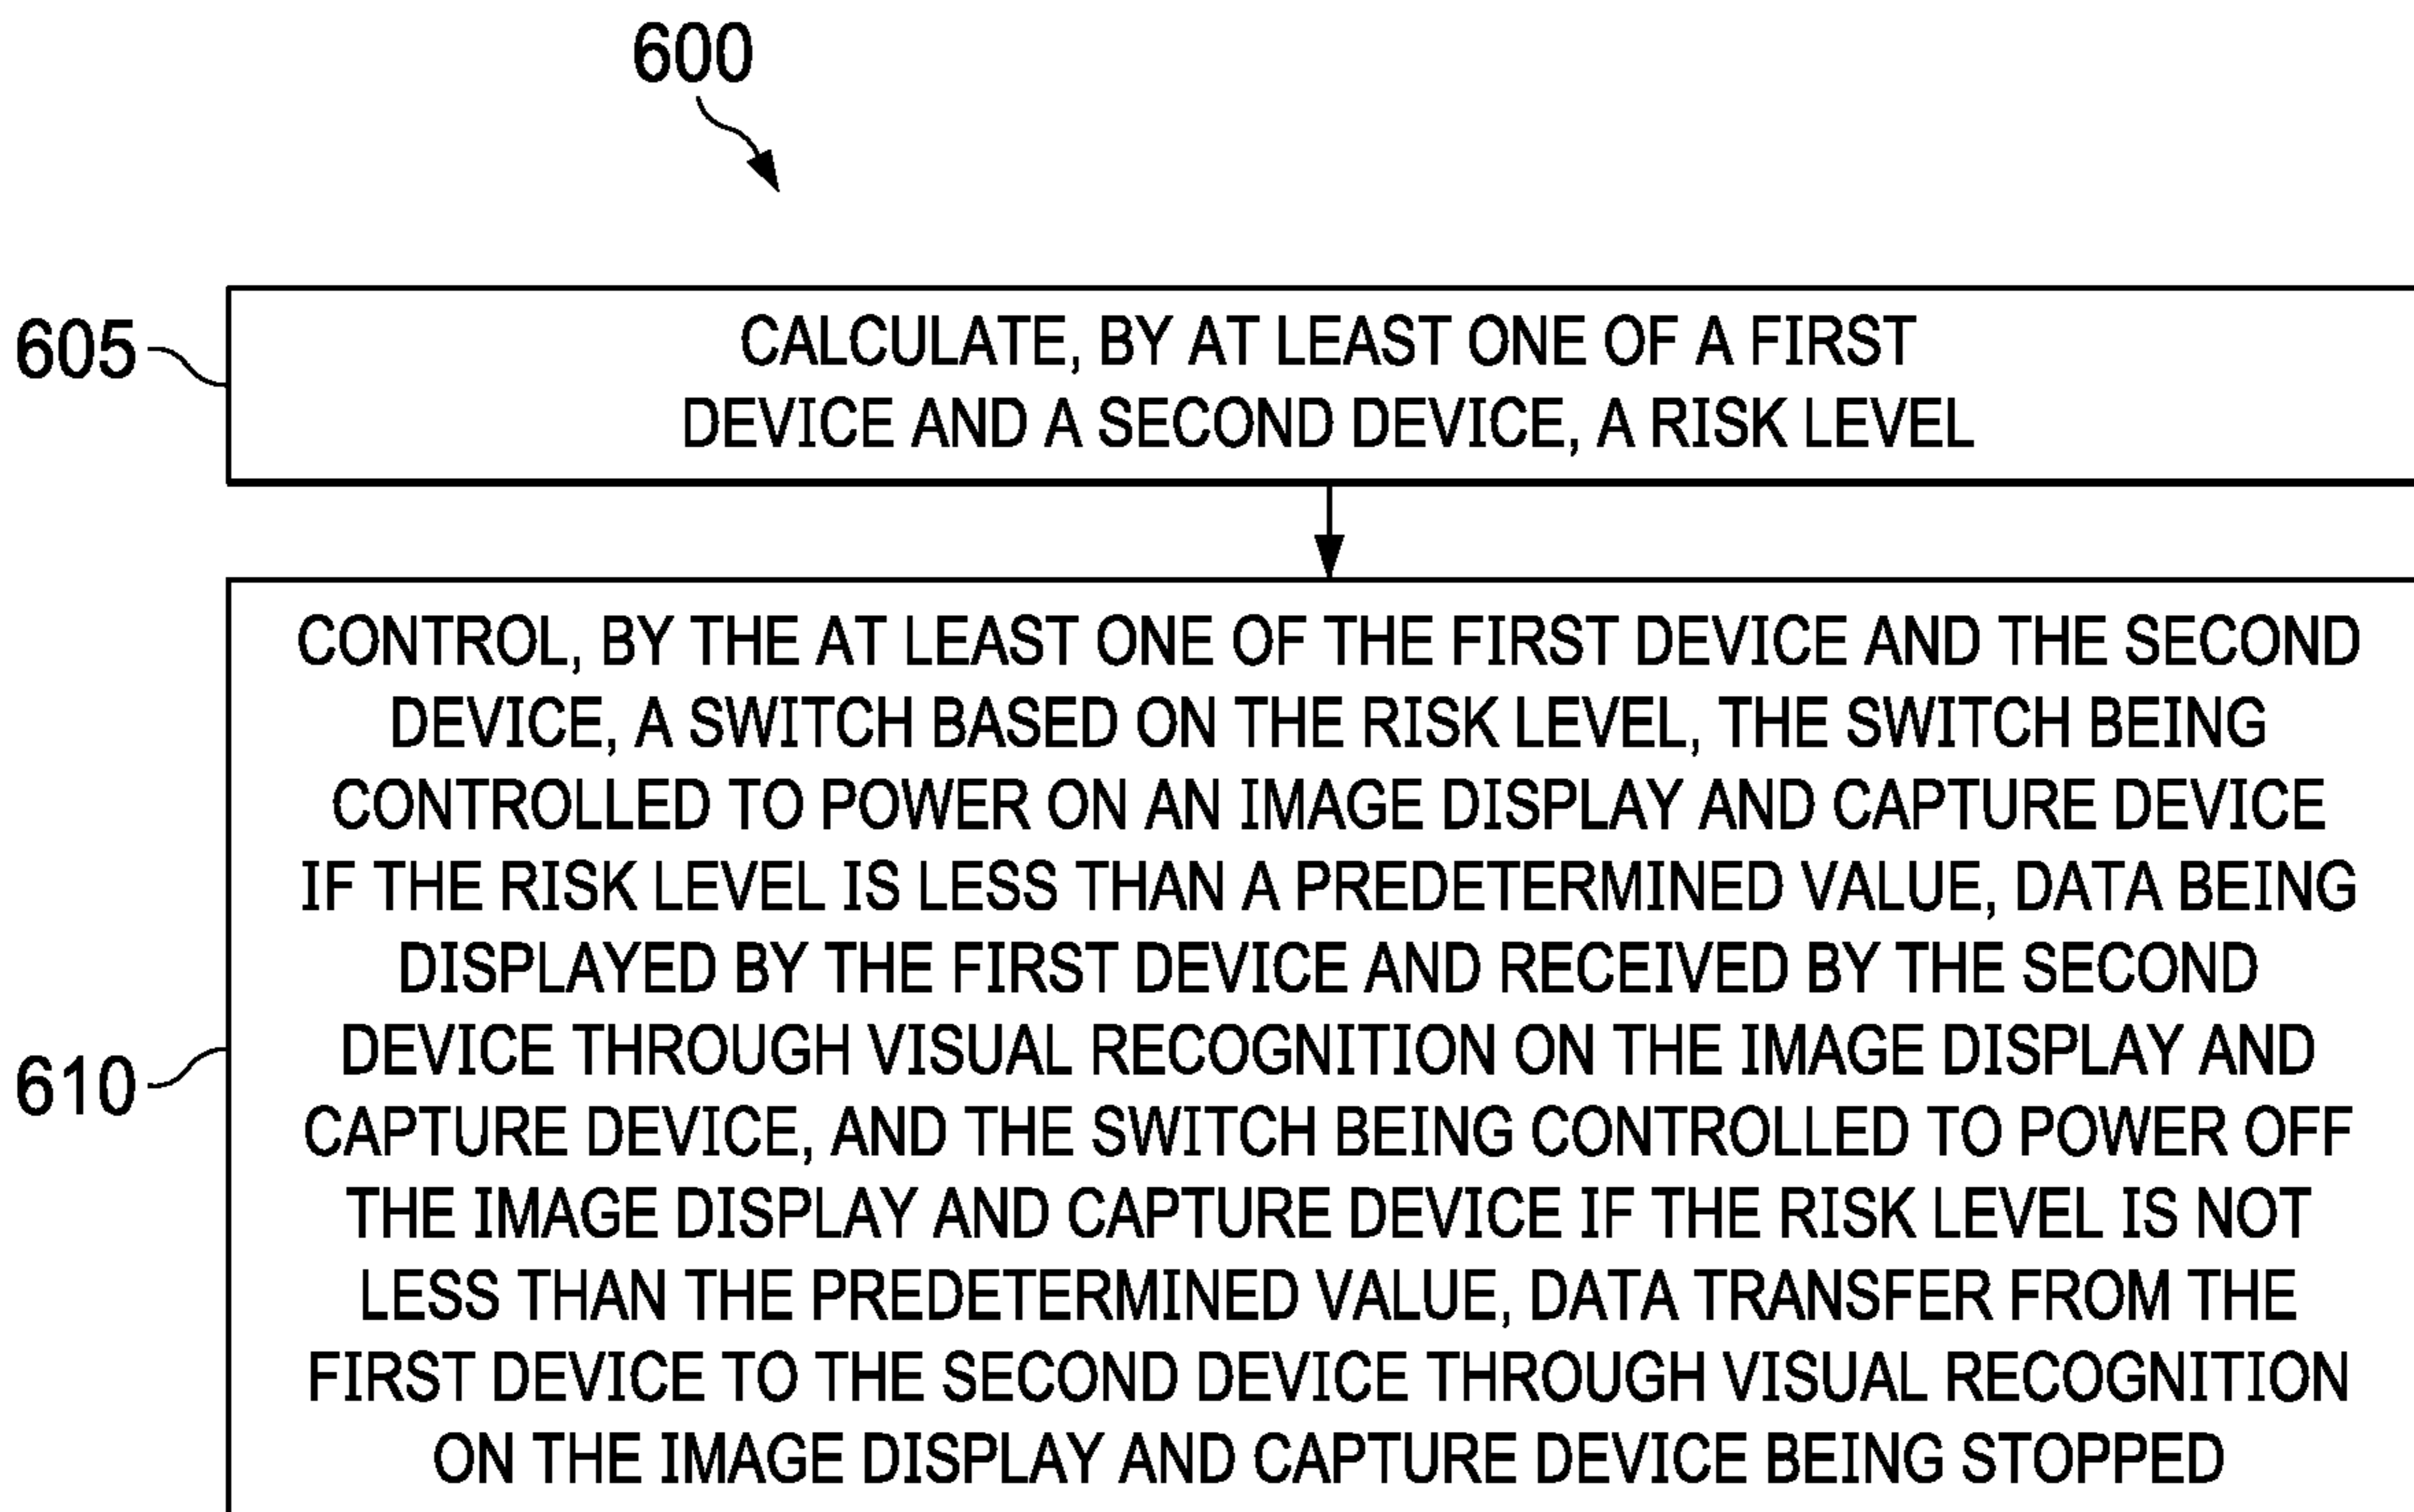 600
605
CALCULATE, BY AT LEAST ONE OF A FIRST
DEVICE AND A SECOND DEVICE, A RISK LEVEL
610
CONTROL, BY THE AT LEAST ONE OF THE FIRST DEVICE AND THE SECOND
DEVICE, A SWITCH BASED ON THE RISK LEVEL, THE SWITCH BEING
CONTROLLED TO POWER ON AN IMAGE DISPLAY AND CAPTURE DEVICE
IF THE RISK LEVEL IS LESS THAN A PREDETERMINED VALUE, DATA BEING
DISPLAYED BY THE FIRST DEVICE AND RECEIVED BY THE SECOND
DEVICE THROUGH VISUAL RECOGNITION ON THE IMAGE DISPLAY AND
CAPTURE DEVICE, AND THE SWITCH BEING CONTROLLED TO POWER OFF
THE IMAGE DISPLAY AND CAPTURE DEVICE IF THE RISK LEVEL IS NOT
LESS THAN THE PREDETERMINED VALUE, DATA TRANSFER FROM THE
FIRST DEVICE TO THE SECOND DEVICE THROUGH VISUAL RECOGNITION
ON THE IMAGE DISPLAY AND CAPTURE DEVICE BEING STOPPED